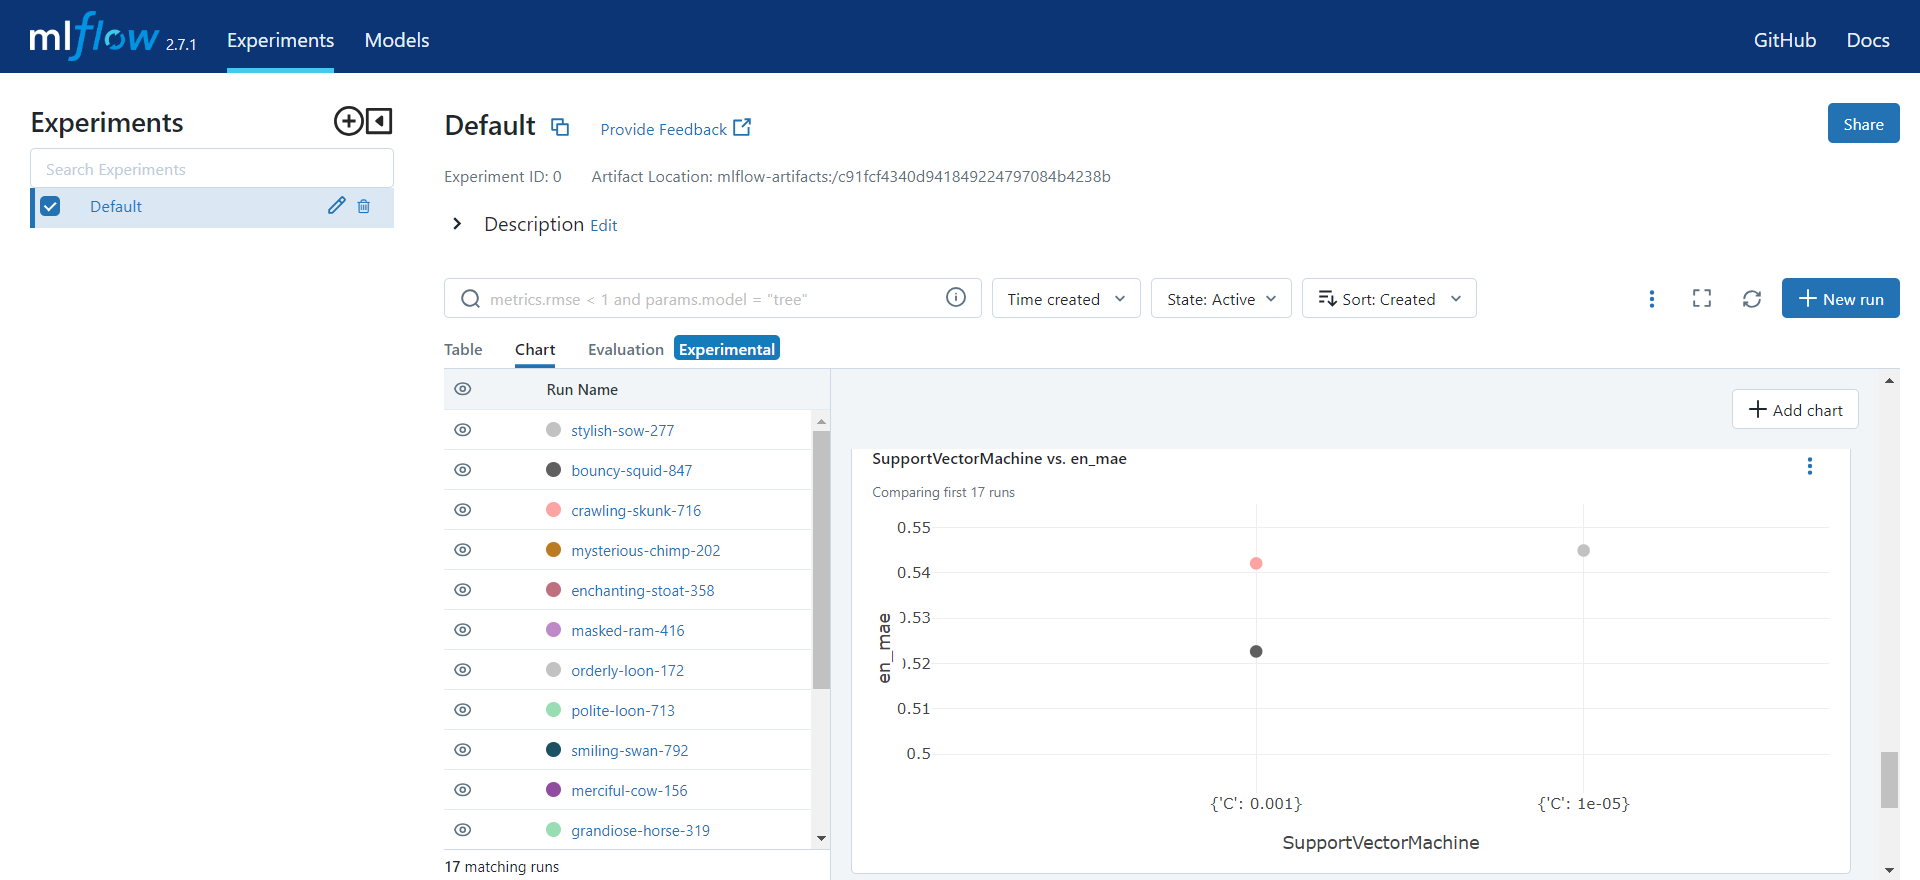 mlflow 2.7.1 Experiments Models GitHub Docs
Experiments
Search Experiments
Default
Default Provide Feedback Share
Experiment ID: 0 Artifact Location: mlflow-artifacts:/c91fcf4340d941849224797084b4238b
Description Edit
metrics.rmse < 1 and params.model = "tree" Time created State: Active Sort: Created New run
Table Chart Evaluation Experimental
Run Name
stylish-sow-277
bouncy-squid-847
crawling-skunk-716
mysterious-chimp-202
enchanting-stoat-358
masked-ram-416
orderly-loon-172
polite-loon-713
smiling-swan-792
merciful-cow-156
grandiose-horse-319
17 matching runs
Add chart
SupportVectorMachine vs. en_mae
Comparing first 17 runs
0.55
0.54
0.53
0.52
0.51
0.5
en_mae
{'C': 0.001} {'C': 1e-05}
SupportVectorMachine